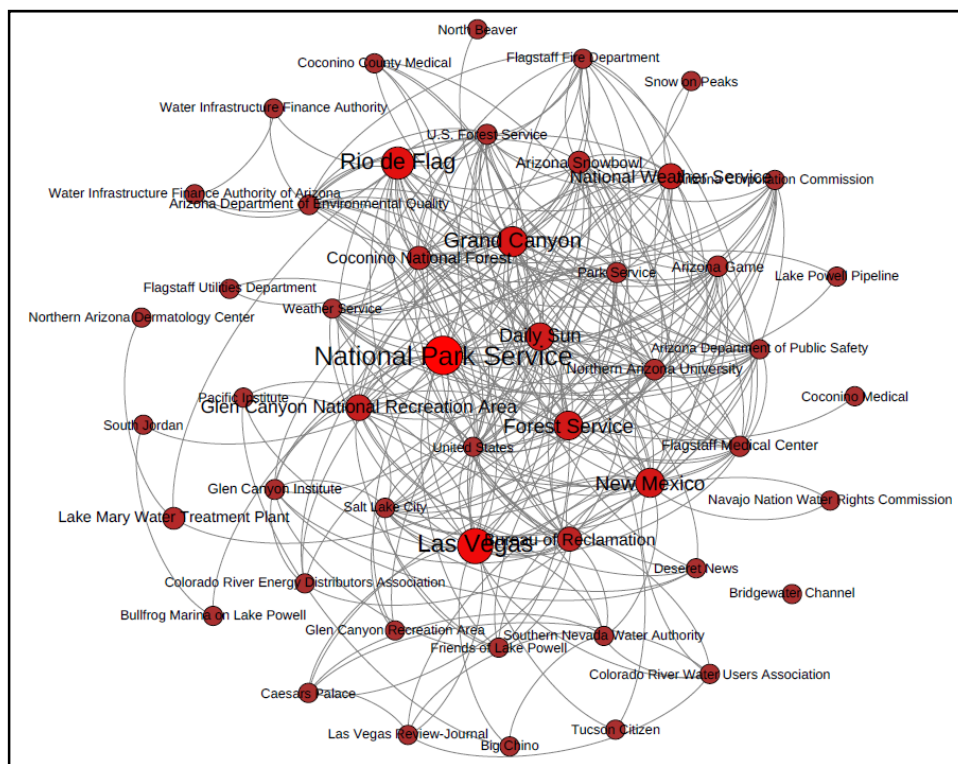 North Beaver
Flagstaff Fire Department
Coconino County Medical
Snow on Peaks
Water Infrastructure Finance Authority
U.S. Forest Service
Rio de Flag
Arizona Snowbowl
National Weather Service
Arizona Corporation Commission
Water Infrastructure Finance Authority of Arizona
Arizona Department of Environmental Quality
Grand Canyon
Coconino National Forest
Park Service
Arizona Game
Lake Powell Pipeline
Flagstaff Utilities Department
Weather Service
Northern Arizona Dermatology Center
Daily Sun
National Park Service
Arizona Department of Public Safety
Northern Arizona University
Pacific Institute
Glen Canyon National Recreation Area
Coconino Medical
South Jordan
Forest Service
United States
Flagstaff Medical Center
Glen Canyon Institute
New Mexico
Navajo Nation Water Rights Commission
Salt Lake City
Lake Mary Water Treatment Plant
Las Vegas
Bureau of Reclamation
Deseret News
Colorado River Energy Distributors Association
Bridgewater Channel
Bullfrog Marina on Lake Powell
Glen Canyon Recreation Area
Southern Nevada Water Authority
Friends of Lake Powell
Colorado River Water Users Association
Caesars Palace
Las Vegas Review-Journal
Big Chino
Tucson Citizen